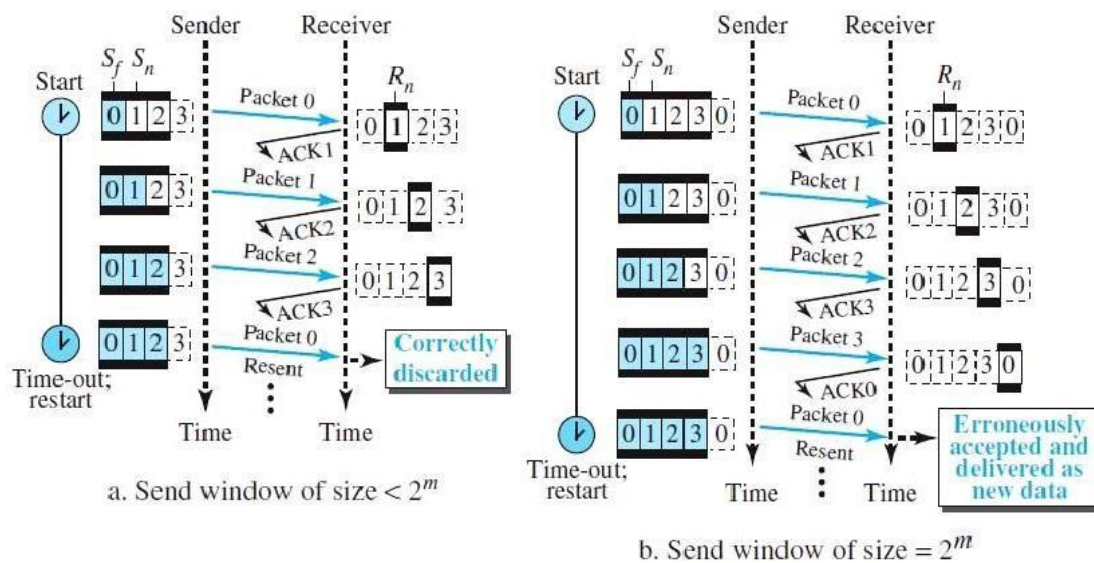 Sender
Receiver
Sf Sn
Rn
Start
0 1 2 3
Packet 0
0 1 2 3
ACK1
0 1 2 3
Packet 1
0 1 2 3
ACK2
0 1 2 3
Packet 2
0 1 2 3
ACK3
0 1 2 3
Packet 0
Resent
Correctly
discarded
Time-out;
restart
Time
Time
a. Send window of size < 2^m
Sender
Receiver
Sf Sn
Rn
Start
0 1 2 3 0
Packet 0
0 1 2 3 0
ACK1
0 1 2 3 0
Packet 1
0 1 2 3 0
ACK2
0 1 2 3 0
Packet 2
0 1 2 3 0
ACK3
0 1 2 3 0
Packet 3
0 1 2 3 0
ACK0
0 1 2 3 0
Packet 0
Resent
Erroneously
accepted and
delivered as
new data
Time-out;
restart
Time
Time
b. Send window of size = 2^m